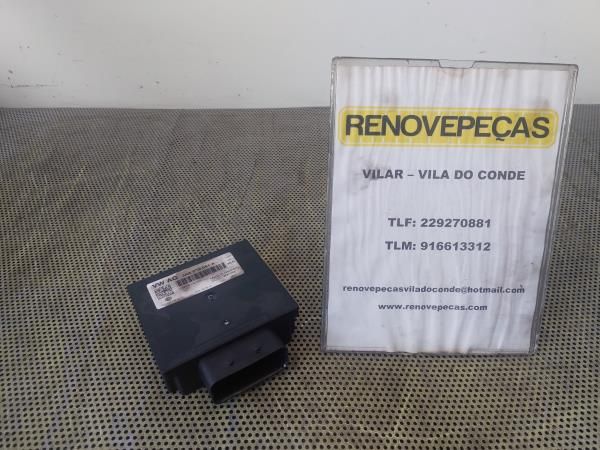 RENOVEPEÇAS
VILAR – VILA DO CONDE
TLF: 229270881
TLM: 916613312
renovepecasviladoconde@hotmail.com
www.renovepecas.com
VW AG